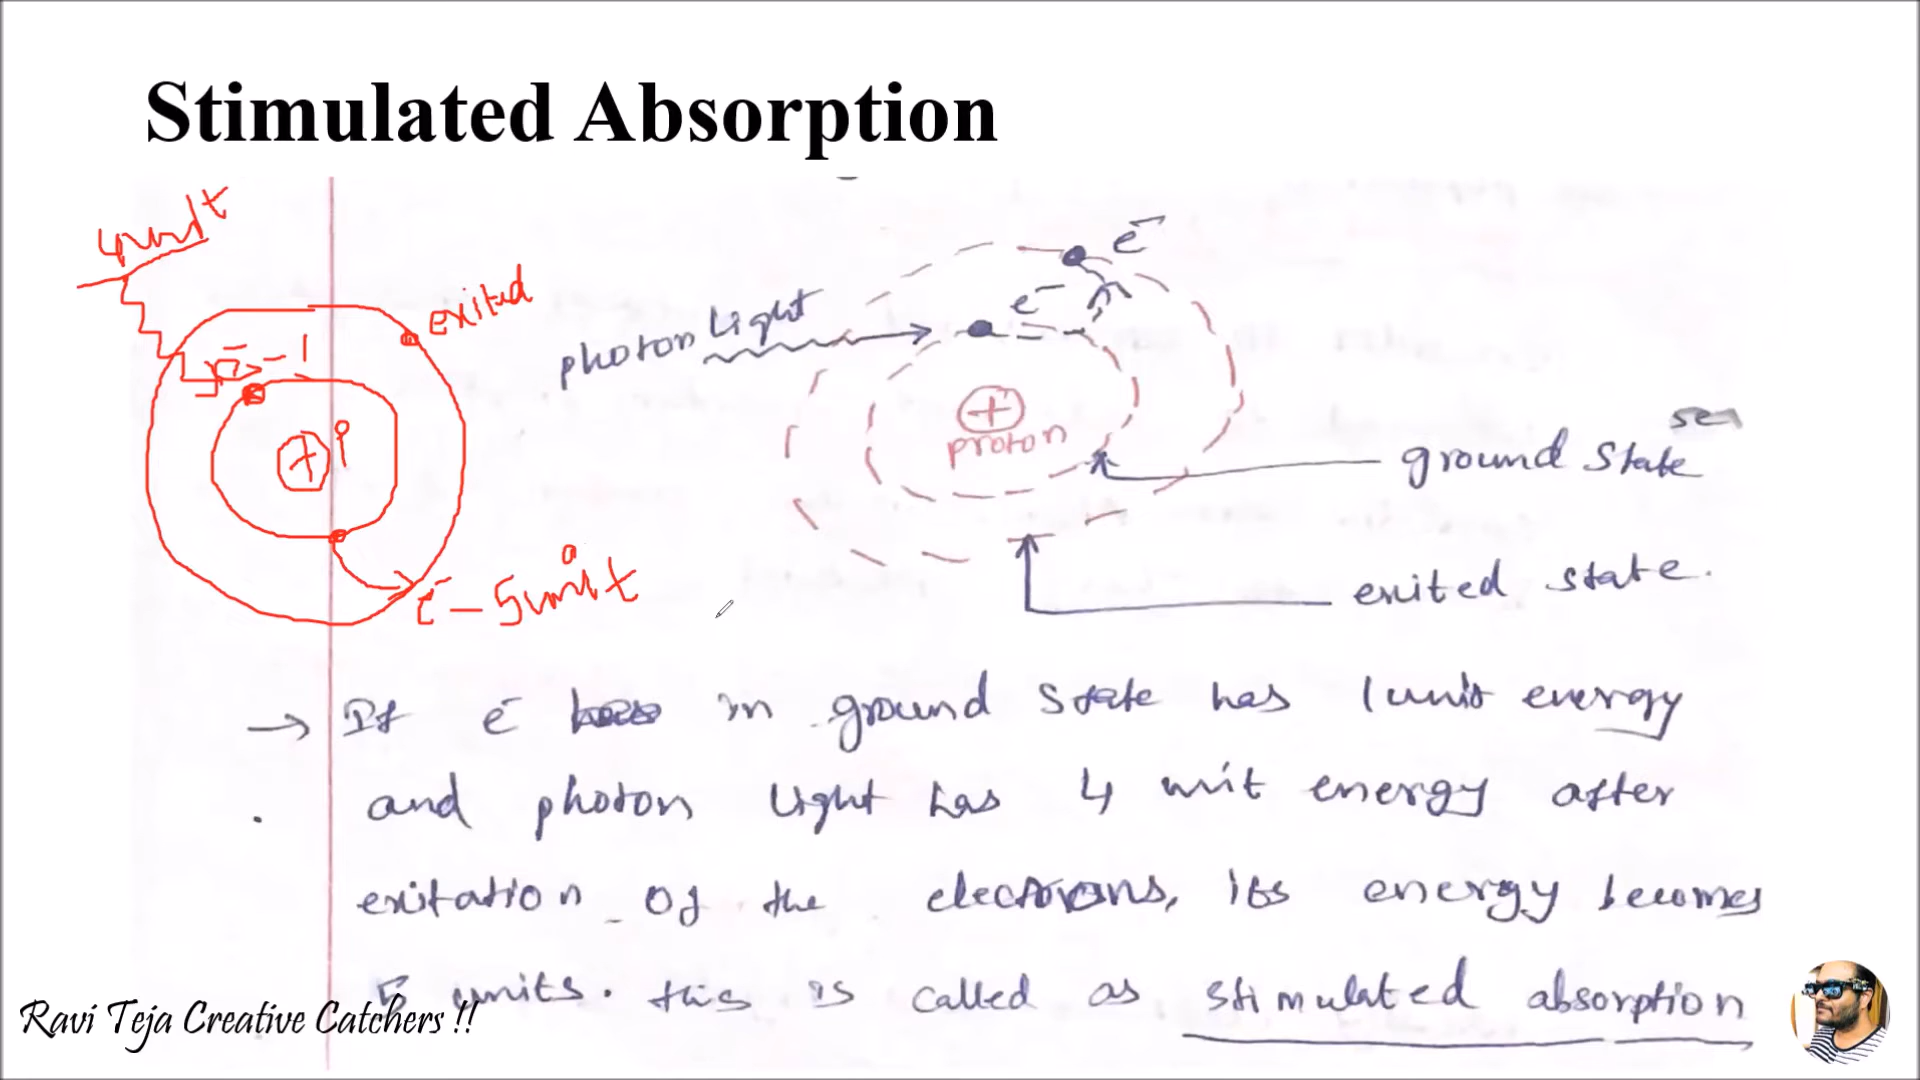 Stimulated Absorption
4unit
exited
e⁻ - 1
P
+
e⁻ - 5unit
photon Light
e⁻
e⁻
+
proton
ground State
exited state.
→ If e⁻ in ground state has 1unit energy
and photon light has 4 unit energy after
exitation of the electrons, its energy becomes
5 units. this is called as stimulated absorption
Ravi Teja Creative Catchers !!